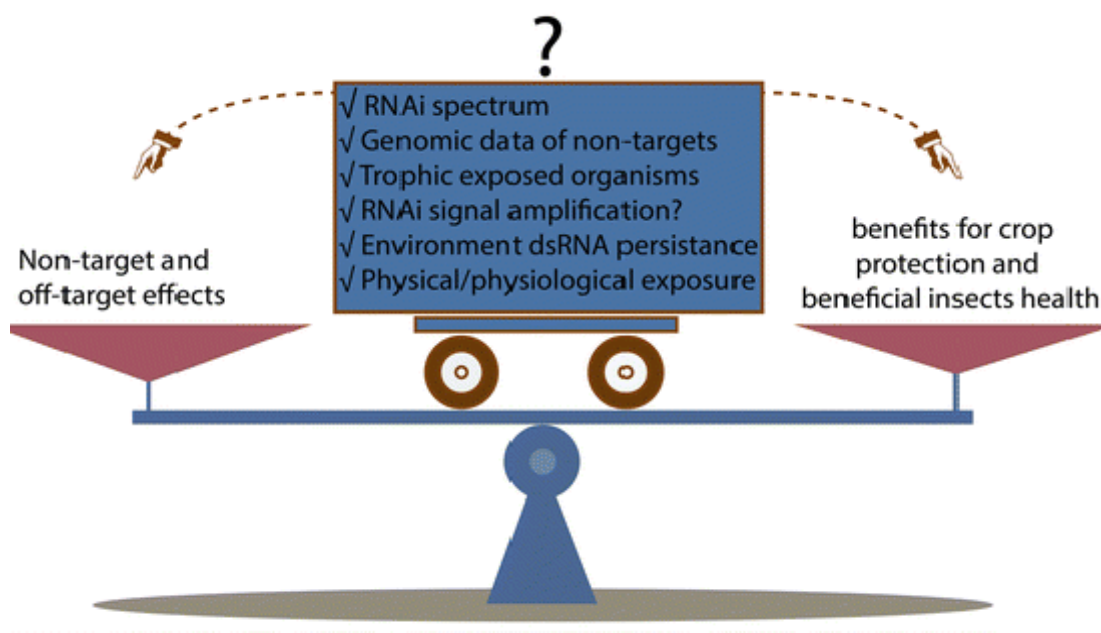 ?
√ RNAi spectrum
√ Genomic data of non-targets
√ Trophic exposed organisms
√ RNAi signal amplification?
√ Environment dsRNA persistance
√ Physical/physiological exposure
Non-target and
off-target effects
benefits for crop
protection and
beneficial insects health